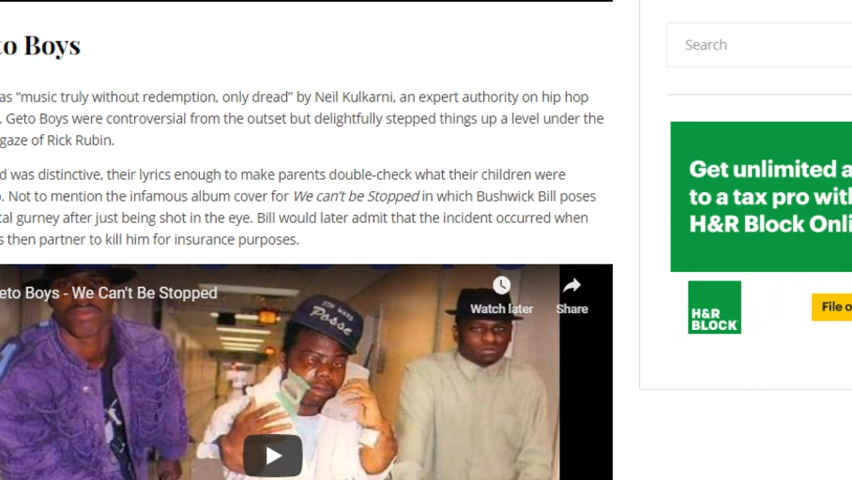 to Boys
as “music truly without redemption, only dread” by Neil Kulkarni, an expert authority on hip hop
. Geto Boys were controversial from the outset but delightfully stepped things up a level under the
gaze of Rick Rubin.
d was distinctive, their lyrics enough to make parents double-check what their children were
o. Not to mention the infamous album cover for We can't be Stopped in which Bushwick Bill poses
tal gurney after just being shot in the eye. Bill would later admit that the incident occurred when
s then partner to kill him for insurance purposes.
eto Boys - We Can't Be Stopped
Watch later
Share
5TH WARD
Posse
Search
Get unlimited a
to a tax pro with
H&R Block Onli
H&R
BLOCK
File o